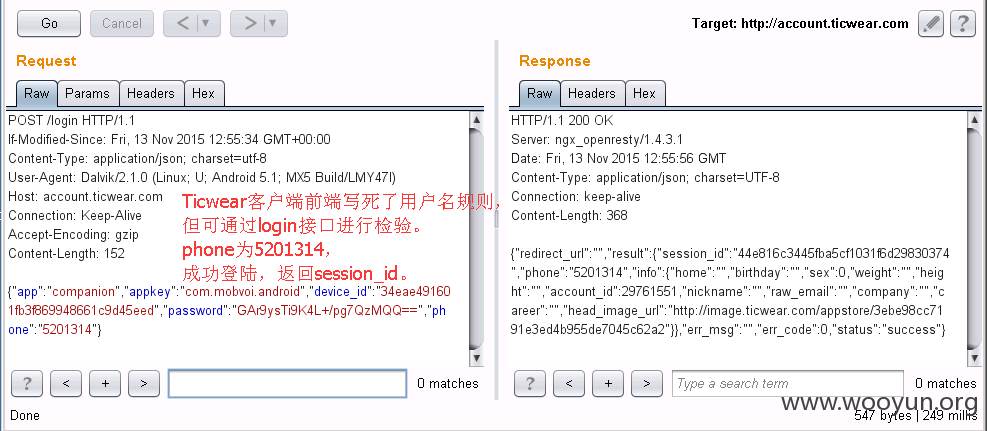 Go Cancel < > Target: http://account.ticwear.com ?
Request
Response
Raw Params Headers Hex
Raw Headers Hex
POST /login HTTP/1.1
If-Modified-Since: Fri, 13 Nov 2015 12:55:34 GMT+00:00
Content-Type: application/json; charset=utf-8
User-Agent: Dalvik/2.1.0 (Linux; U; Android 5.1; MX5 Build/LMY47I)
Host: account.ticwear.com
Connection: Keep-Alive
Accept-Encoding: gzip
Content-Length: 152
{"app":"companion","appkey":"com.mobvoi.android","device_id":"34eae49160
1fb3f869948661c9d45eed","password":"GAr9ysTi9K4L+/pg7QzMQQ==","ph
one":"5201314"}
Ticwear客户端前端写死了用户名规则，
但可通过login接口进行检验。
phone为5201314，
成功登陆，返回session_id。
HTTP/1.1 200 OK
Server: ngx_openresty/1.4.3.1
Date: Fri, 13 Nov 2015 12:55:56 GMT
Content-Type: application/json; charset=UTF-8
Connection: keep-alive
Content-Length: 368
{"redirect_url":"","result":{"session_id":"44e816c3445fba5cf1031f6d29830374
","phone":"5201314","info":{"home":"","birthday":"","sex":0,"weight":"","heig
ht":"","account_id":29761551,"nickname":"","raw_email":"","company":"","c
areer":"","head_image_url":"http://image.ticwear.com/appstore/3ebe98cc71
91e3ed4b955de7045c62a2"}},"err_msg":"","err_code":0,"status":"success"}
? < + > 0 matches
? < + > Type a search term 0 matches
Done
547 bytes | 249 millis
www.wooyun.org